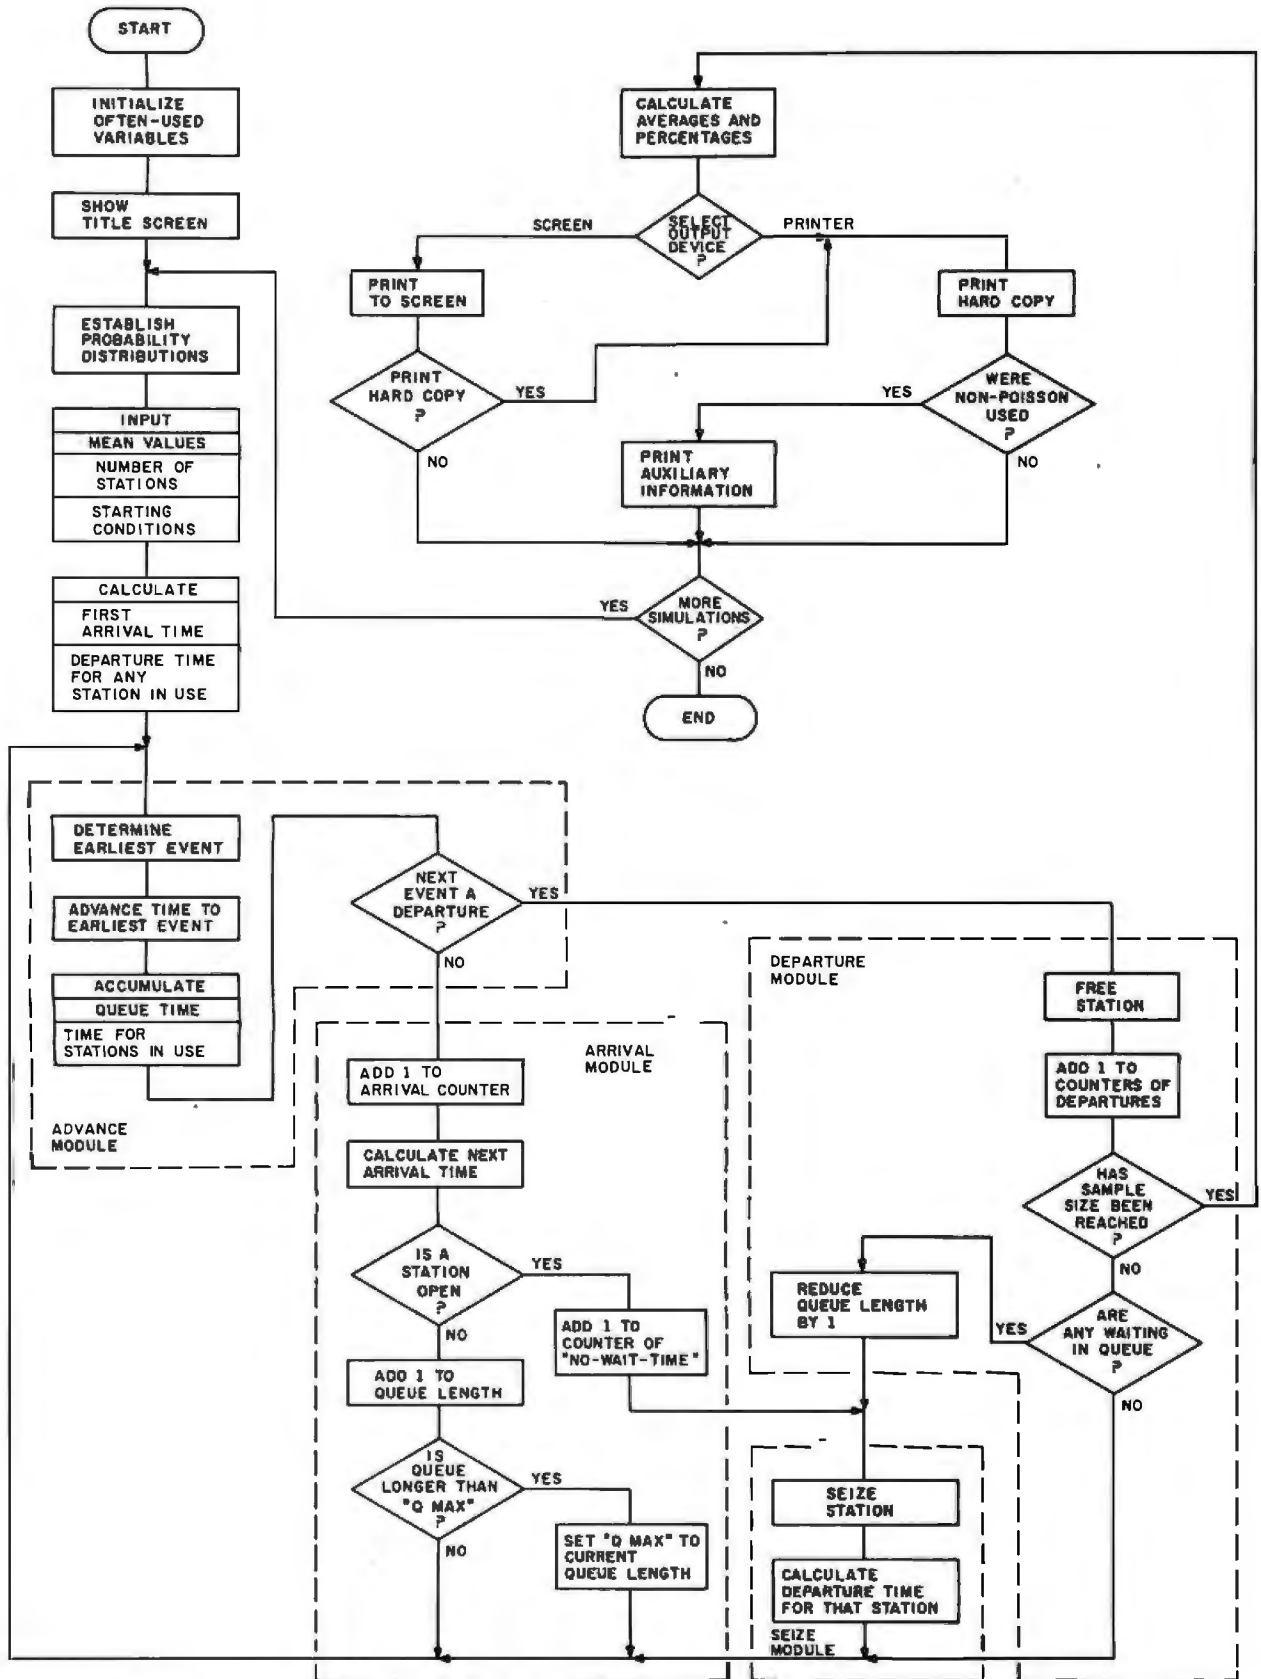 START
INITIALIZE
OFTEN-USED
VARIABLES
SHOW
TITLE SCREEN
ESTABLISH
PROBABILITY
DISTRIBUTIONS
INPUT
MEAN VALUES
NUMBER OF
STATIONS
STARTING
CONDITIONS
CALCULATE
FIRST
ARRIVAL TIME
DEPARTURE TIME
FOR ANY
STATION IN USE
CALCULATE
AVERAGES AND
PERCENTAGES
SELECT
OUTPUT
DEVICE
?
SCREEN
PRINTER
PRINT
TO SCREEN
PRINT
HARD COPY
PRINT
HARD COPY
?
YES
NO
WERE
NON-POISSON
USED
?
YES
NO
PRINT
AUXILIARY
INFORMATION
MORE
SIMULATIONS
?
YES
NO
END
DETERMINE
EARLIEST EVENT
ADVANCE TIME TO
EARLIEST EVENT
ACCUMULATE
QUEUE TIME
TIME FOR
STATIONS IN USE
ADVANCE
MODULE
NEXT
EVENT A
DEPARTURE
?
YES
NO
ARRIVAL
MODULE
ADD 1 TO
ARRIVAL COUNTER
CALCULATE NEXT
ARRIVAL TIME
IS A
STATION
OPEN
?
YES
NO
ADD 1 TO
COUNTER OF
"NO-WAIT-TIME"
ADD 1 TO
QUEUE LENGTH
IS
QUEUE
LONGER THAN
"Q MAX"
?
YES
NO
SET "Q MAX" TO
CURRENT
QUEUE LENGTH
DEPARTURE
MODULE
FREE
STATION
ADD 1 TO
COUNTERS OF
DEPARTURES
HAS
SAMPLE
SIZE BEEN
REACHED
?
YES
NO
ARE
ANY WAITING
IN QUEUE
?
YES
NO
REDUCE
QUEUE LENGTH
BY 1
SEIZE
STATION
CALCULATE
DEPARTURE TIME
FOR THAT STATION
SEIZE
MODULE